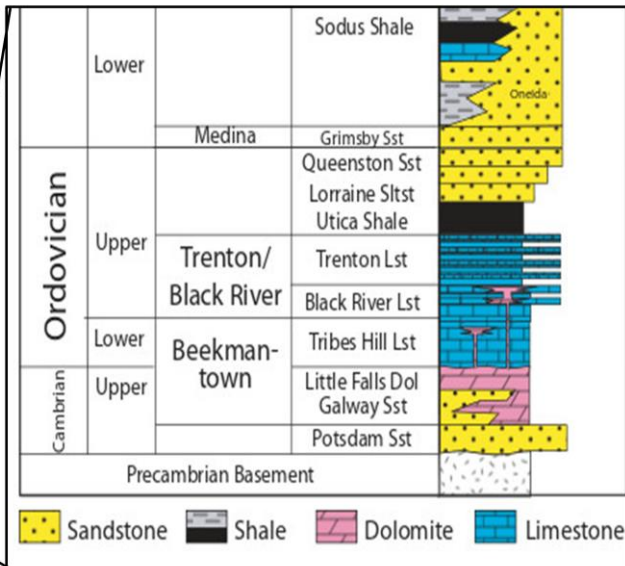 Sodus Shale
Lower
Oneida
Medina
Grimsby Sst
Ordovician
Queenston Sst
Lorraine Sltst
Utica Shale
Upper
Trenton/
Black River
Trenton Lst
Black River Lst
Lower
Beekman-
town
Tribes Hill Lst
Cambrian
Upper
Little Falls Dol
Galway Sst
Potsdam Sst
Precambrian Basement
Sandstone
Shale
Dolomite
Limestone